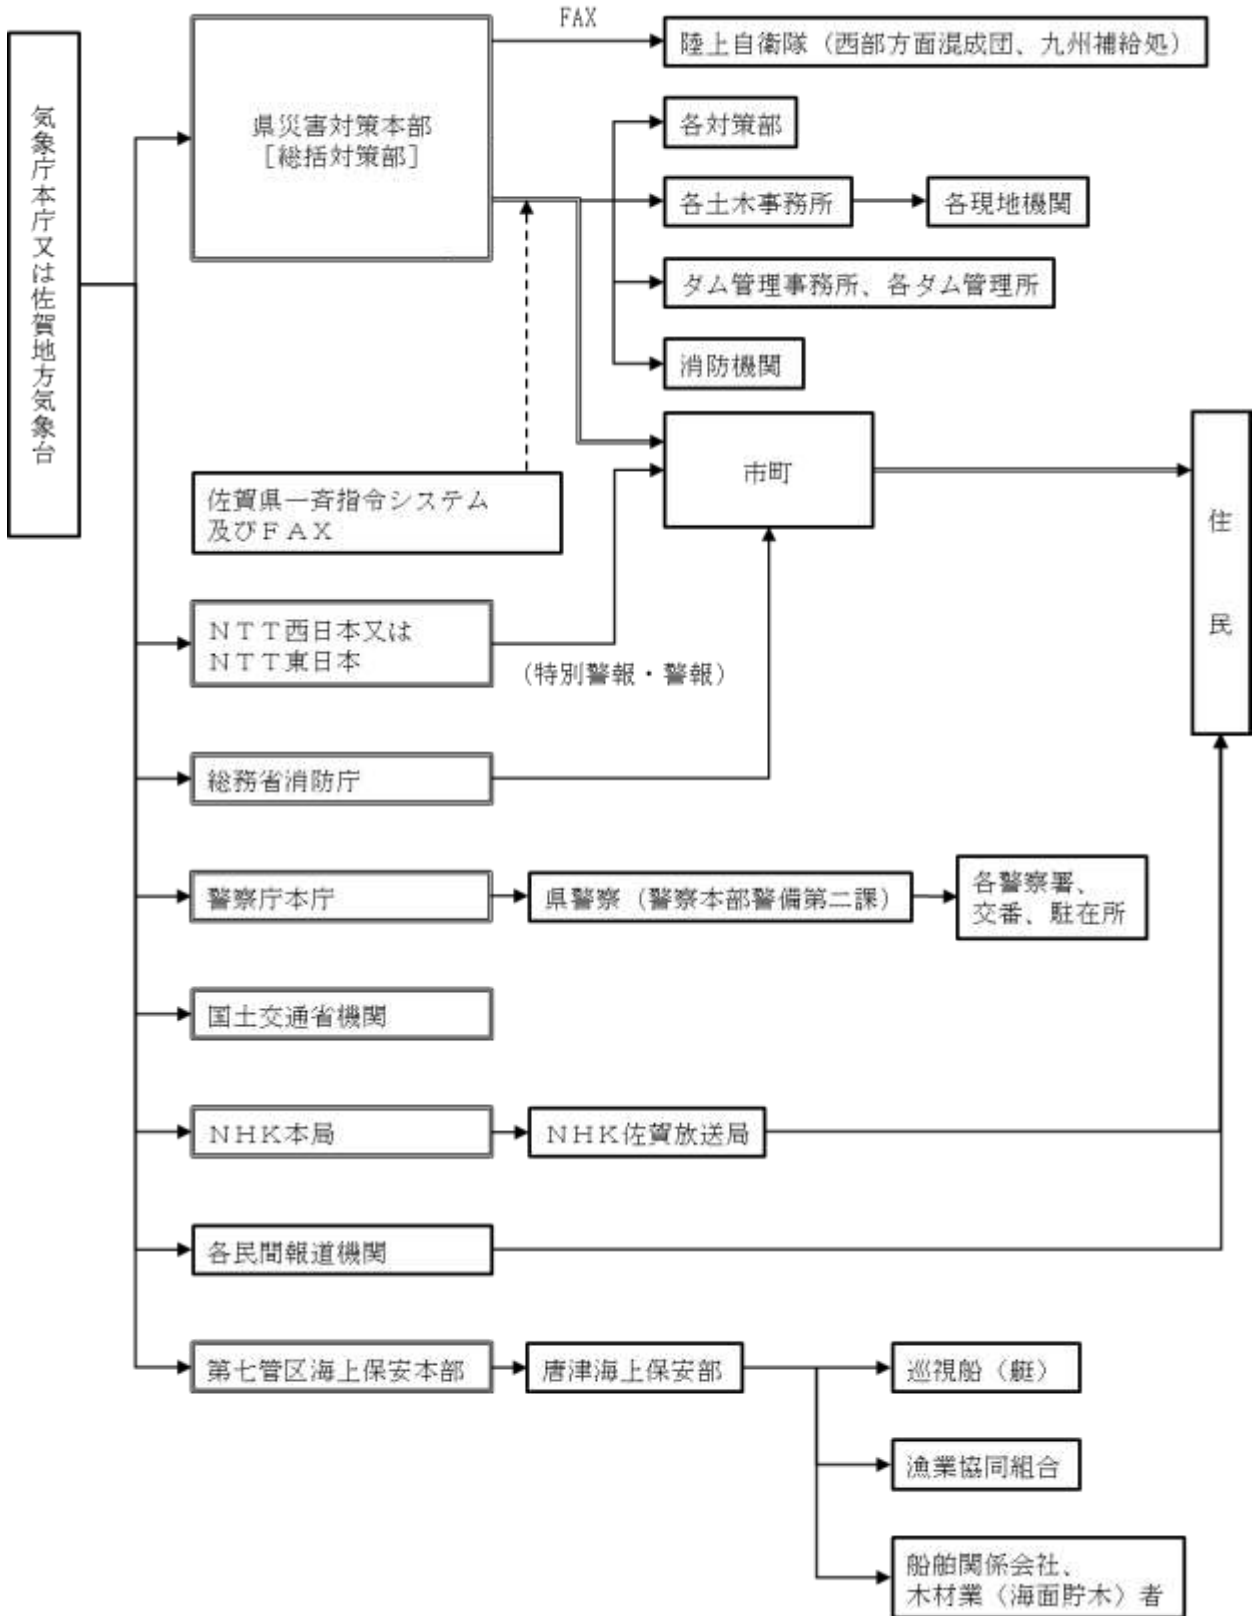 気象庁本庁又は佐賀地方気象台
県災害対策本部
［総括対策部］
FAX
陸上自衛隊（西部方面混成団、九州補給処）
各対策部
各土木事務所
各現地機関
ダム管理事務所、各ダム管理所
消防機関
佐賀県一斉指令システム
及びＦＡＸ
市町
住民
ＮＴＴ西日本又は
ＮＴＴ東日本
（特別警報・警報）
総務省消防庁
警察庁本庁
県警察（警察本部警備第二課）
各警察署、
交番、駐在所
国土交通省機関
ＮＨＫ本局
ＮＨＫ佐賀放送局
各民間報道機関
第七管区海上保安本部
唐津海上保安部
巡視船（艇）
漁業協同組合
船舶関係会社、
木材業（海面貯木）者